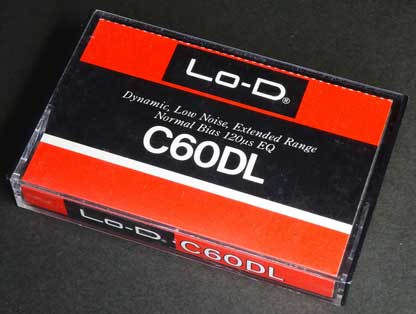 Lo-D®
Dynamic, Low Noise, Extended Range
Normal Bias 120μs EQ
C60DL
Lo-D C60DL